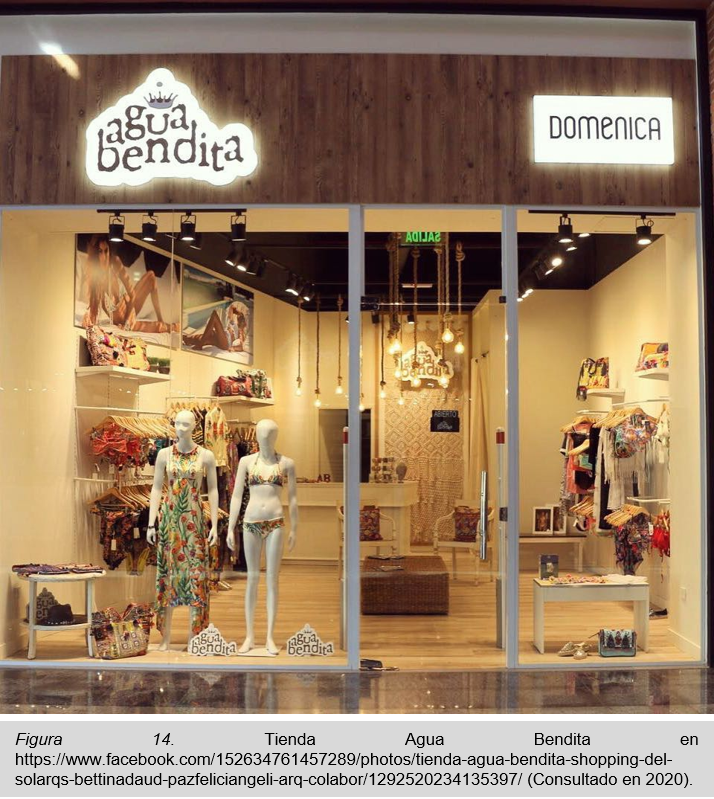 agua
bendita
DOMENICA
SALIDA
agua
bendita
ABIERTO
agua
bendita
agua
bendita
Figura 14. Tienda Agua Bendita en
https://www.facebook.com/152634761457289/photos/tienda-agua-bendita-shopping-del-
solarqs-bettinadaud-pazfeliciangeli-arq-colabor/1292520234135397/ (Consultado en 2020).